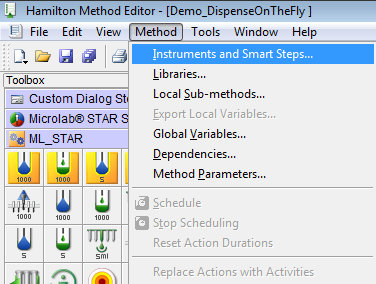 Hamilton Method Editor - [Demo_DispenseOnTheFly ]
File Edit View Method Tools Window Help
Toolbox
Custom Dialog St
Microlab® STAR S
ML_STAR
1000 1000 S
1000 1000 S
5ml
Instruments and Smart Steps...
Libraries...
Local Sub-methods...
Export Local Variables...
Global Variables...
Dependencies...
Method Parameters...
Schedule
Stop Scheduling
Reset Action Durations
Replace Actions with Activities